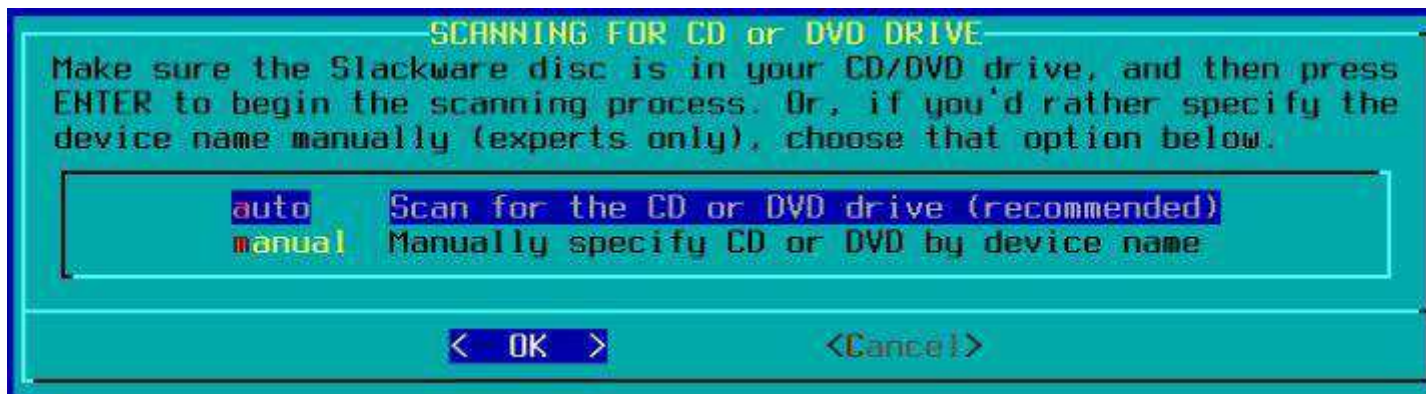 SCANNING FOR CD or DVD DRIVE
Make sure the Slackware disc is in your CD/DVD drive, and then press
ENTER to begin the scanning process. Or, if you'd rather specify the
device name manually (experts only), choose that option below.
auto Scan for the CD or DVD drive (recommended)
manual Manually specify CD or DVD by device name
< OK > <Cancel>